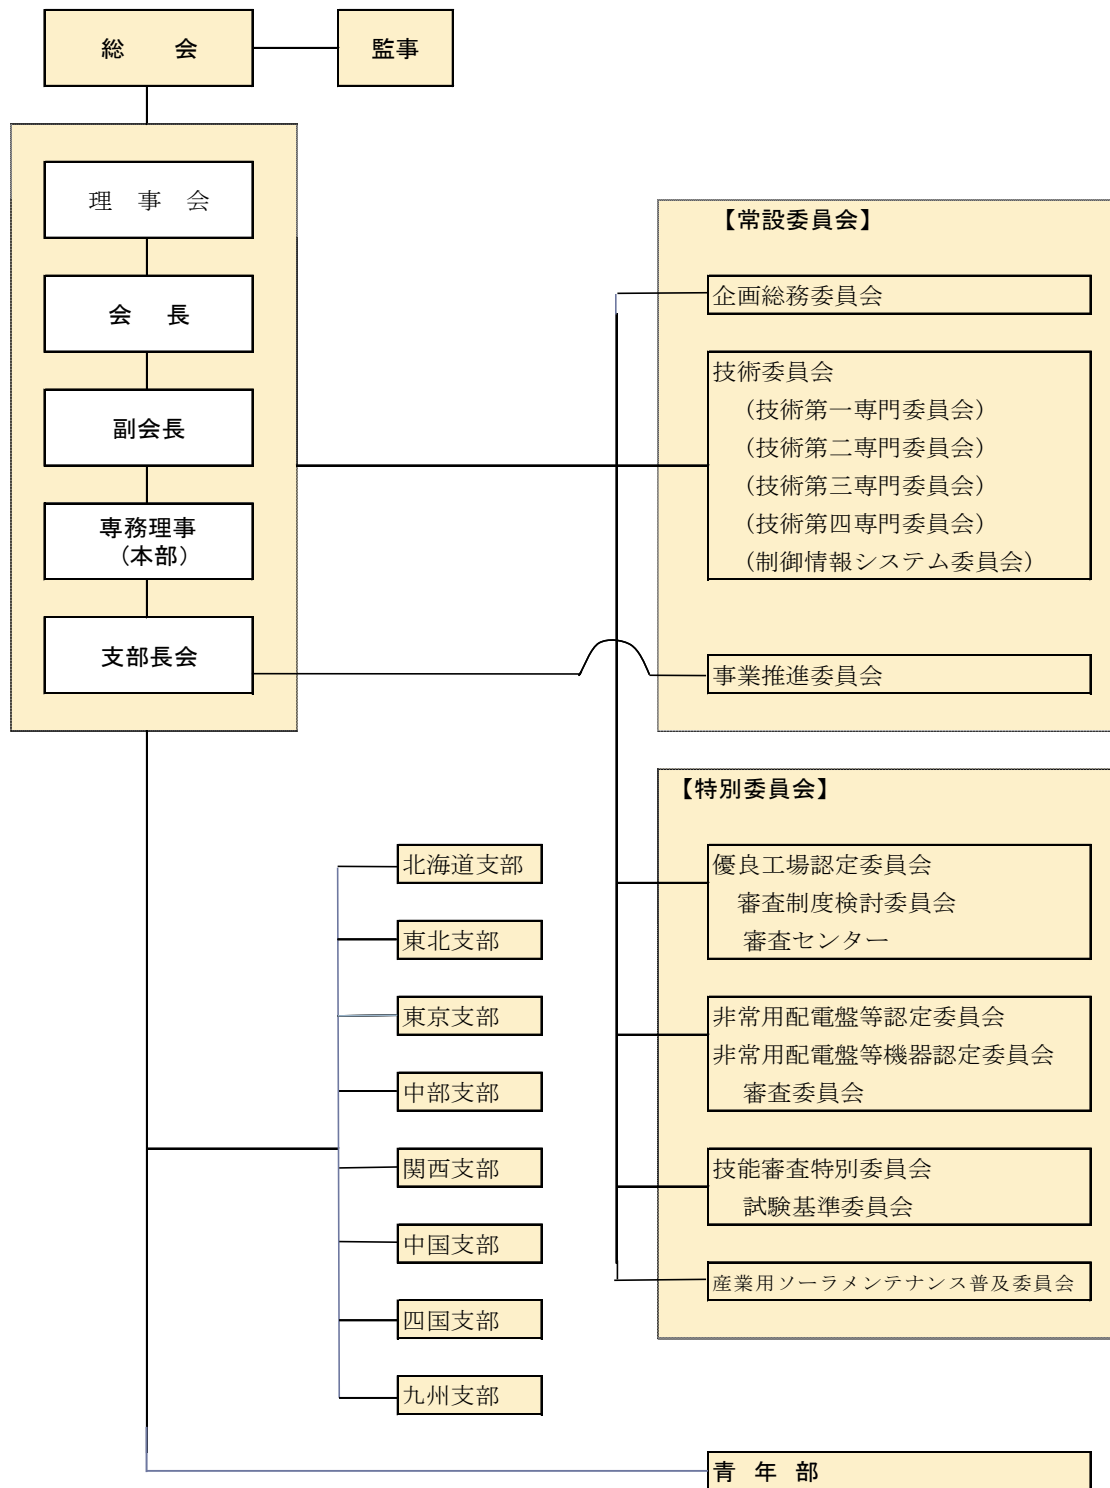 総 会
監事
理 事 会
会 長
副会長
専務理事
(本部)
支部長会
【常設委員会】
企画総務委員会
技術委員会
(技術第一専門委員会)
(技術第二専門委員会)
(技術第三専門委員会)
(技術第四専門委員会)
(制御情報システム委員会)
事業推進委員会
【特別委員会】
優良工場認定委員会
審査制度検討委員会
審査センター
非常用配電盤等認定委員会
非常用配電盤等機器認定委員会
審査委員会
技能審査特別委員会
試験基準委員会
産業用ソーラメンテナンス普及委員会
北海道支部
東北支部
東京支部
中部支部
関西支部
中国支部
四国支部
九州支部
青 年 部